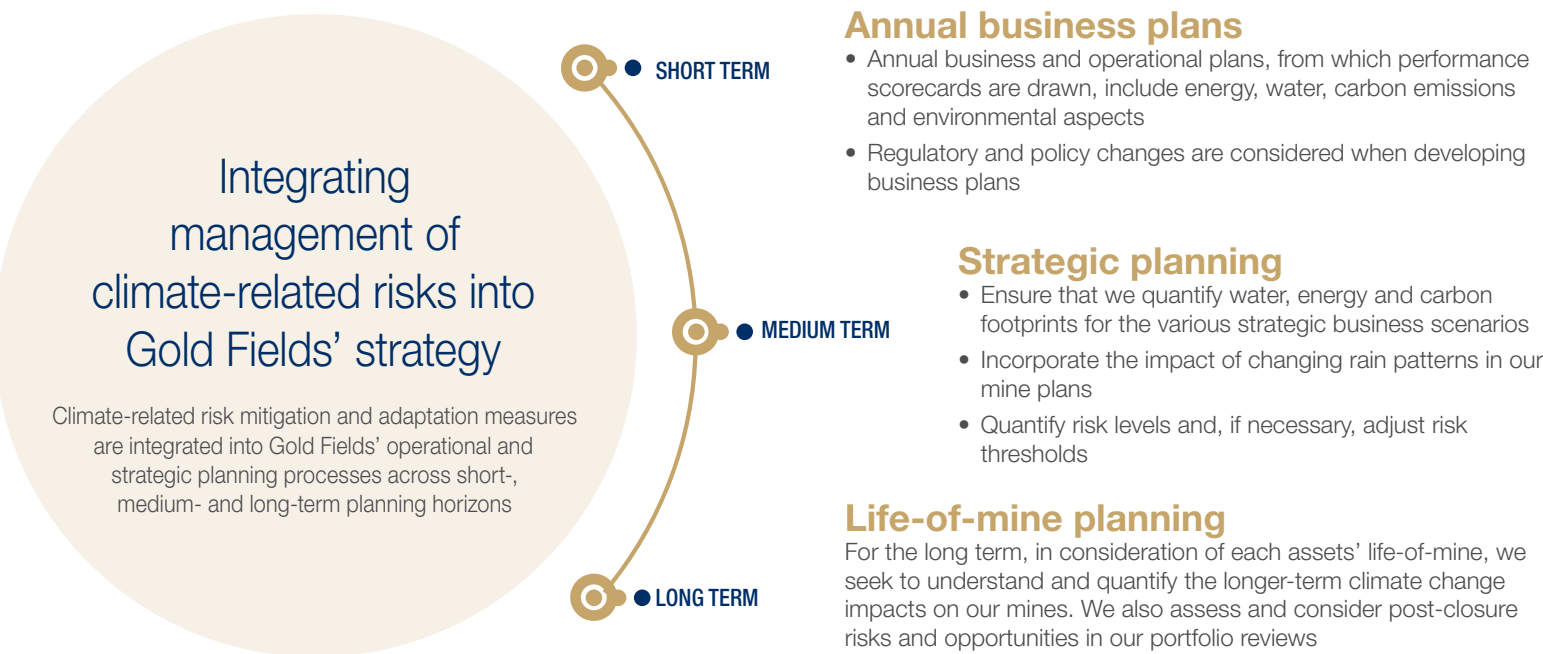 Integrating
management of
climate-related risks into
Gold Fields’ strategy
Climate-related risk mitigation and adaptation measures
are integrated into Gold Fields’ operational and
strategic planning processes across short-,
medium- and long-term planning horizons
SHORT TERM
Annual business plans
• Annual business and operational plans, from which performance
scorecards are drawn, include energy, water, carbon emissions
and environmental aspects
• Regulatory and policy changes are considered when developing
business plans
MEDIUM TERM
Strategic planning
• Ensure that we quantify water, energy and carbon
footprints for the various strategic business scenarios
• Incorporate the impact of changing rain patterns in our
mine plans
• Quantify risk levels and, if necessary, adjust risk
thresholds
LONG TERM
Life-of-mine planning
For the long term, in consideration of each assets’ life-of-mine, we
seek to understand and quantify the longer-term climate change
impacts on our mines. We also assess and consider post-closure
risks and opportunities in our portfolio reviews